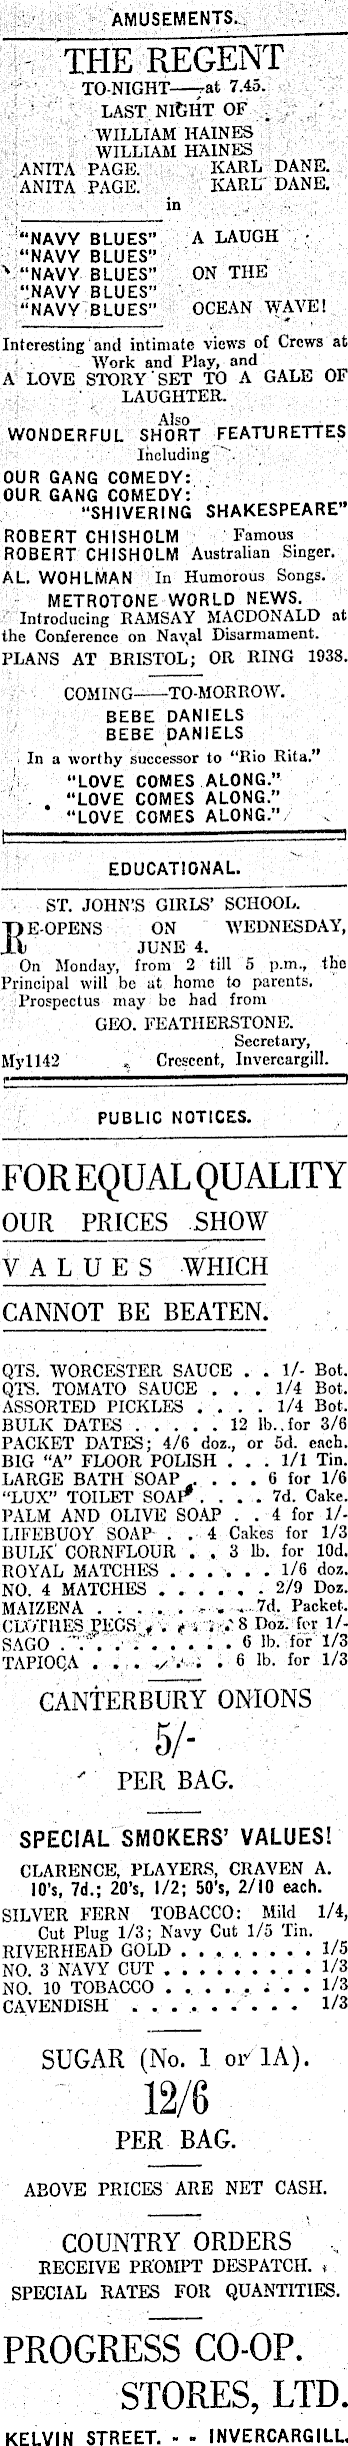 AMUSEMENTS.
THE REGENT
TO-NIGHT——at 7.45.
LAST NIGHT OF
WILLIAM HAINES
WILLIAM HAINES
ANITA PAGE. KARL DANE.
ANITA PAGE. KARL DANE.
in
"NAVY BLUES" A LAUGH
"NAVY BLUES"
"NAVY BLUES" ON THE
"NAVY BLUES"
"NAVY BLUES" OCEAN WAVE!
Interesting and intimate views of Crews at
Work and Play, and
A LOVE STORY SET TO A GALE OF
LAUGHTER.
Also
WONDERFUL SHORT FEATURETTES
Including
OUR GANG COMEDY:
OUR GANG COMEDY:
"SHIVERING SHAKESPEARE"
ROBERT CHISHOLM Famous
ROBERT CHISHOLM Australian Singer.
AL. WOHLMAN In Humorous Songs.
METROTONE WORLD NEWS.
Introducing RAMSAY MACDONALD at
the Conference on Naval Disarmament.
PLANS AT BRISTOL; OR RING 1938.
COMING——TO-MORROW.
BEBE DANIELS
BEBE DANIELS
In a worthy successor to "Rio Rita."
"LOVE COMES ALONG."
"LOVE COMES ALONG."
"LOVE COMES ALONG."
EDUCATIONAL.
ST. JOHN'S GIRLS' SCHOOL.
RE-OPENS ON WEDNESDAY,
JUNE 4.
On Monday, from 2 till 5 p.m., the
Principal will be at home to parents.
Prospectus may be had from
GEO. FEATHERSTONE.
Secretary,
My1142 Crescent, Invercargill.
PUBLIC NOTICES.
FOR EQUAL QUALITY
OUR PRICES SHOW
VALUES WHICH
CANNOT BE BEATEN.
QTS. WORCESTER SAUCE . . 1/- Bot.
QTS. TOMATO SAUCE . . . 1/4 Bot.
ASSORTED PICKLES . . . . 1/4 Bot.
BULK DATES . . . . . 12 lb. for 3/6
PACKET DATES; 4/6 doz., or 5d. each.
BIG "A" FLOOR POLISH . . . 1/1 Tin.
LARGE BATH SOAP . . . . 6 for 1/6
"LUX" TOILET SOAP . . . . 7d. Cake.
PALM AND OLIVE SOAP . . 4 for 1/-
LIFEBUOY SOAP . . 4 Cakes for 1/3
BULK CORNFLOUR . . 3 lb. for 10d.
ROYAL MATCHES . . . . . . 1/6 doz.
NO. 4 MATCHES . . . . . . 2/9 Doz.
MAIZENA . . . . . . . . 7d. Packet.
CLOTHES PEGS . . . . . 8 Doz. for 1/-
SAGO . . . . . . . . . 6 lb. for 1/3
TAPIOCA . . . . . . . . 6 lb. for 1/3
CANTERBURY ONIONS
5/-
PER BAG.
SPECIAL SMOKERS' VALUES!
CLARENCE, PLAYERS, CRAVEN A.
10's, 7d.; 20's, 1/2; 50's, 2/10 each.
SILVER FERN TOBACCO: Mild 1/4,
Cut Plug 1/3; Navy Cut 1/5 Tin.
RIVERHEAD GOLD . . . . . . . . 1/5
NO. 3 NAVY CUT . . . . . . . . . 1/3
NO. 10 TOBACCO . . . . . . . . 1/3
CAVENDISH . . . . . . . . . . 1/3
SUGAR (No. 1 or 1A).
12/6
PER BAG.
ABOVE PRICES ARE NET CASH.
COUNTRY ORDERS
RECEIVE PROMPT DESPATCH.
SPECIAL RATES FOR QUANTITIES.
PROGRESS CO-OP.
STORES, LTD.
KELVIN STREET. - - INVERCARGILL.